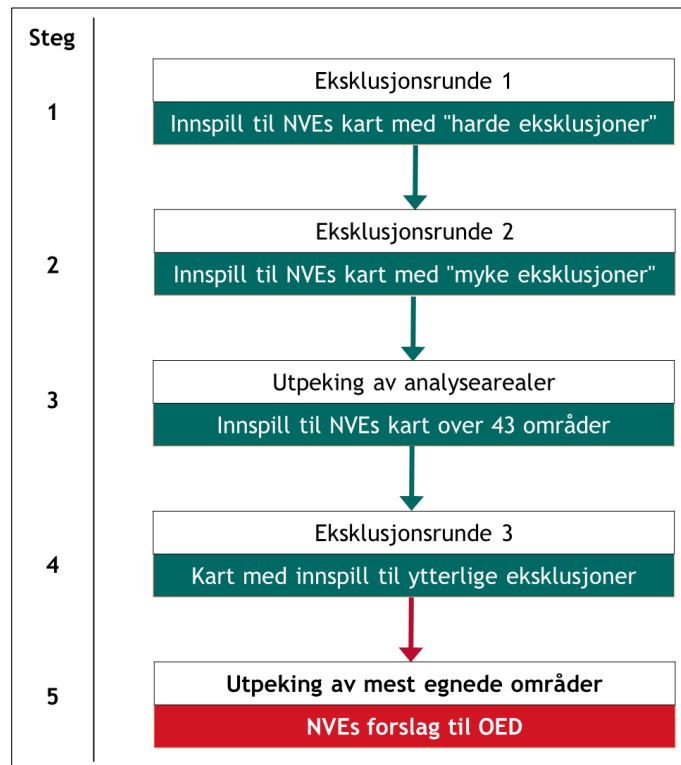 Steg
1
Eksklusjonsrunde 1
Innspill til NVEs kart med "harde eksklusjoner"
2
Eksklusjonsrunde 2
Innspill til NVEs kart med "myke eksklusjoner"
3
Utpeking av analysearealer
Innspill til NVEs kart over 43 områder
4
Eksklusjonsrunde 3
Kart med innspill til ytterlige eksklusjoner
5
Utpeking av mest egnede områder
NVEs forslag til OED